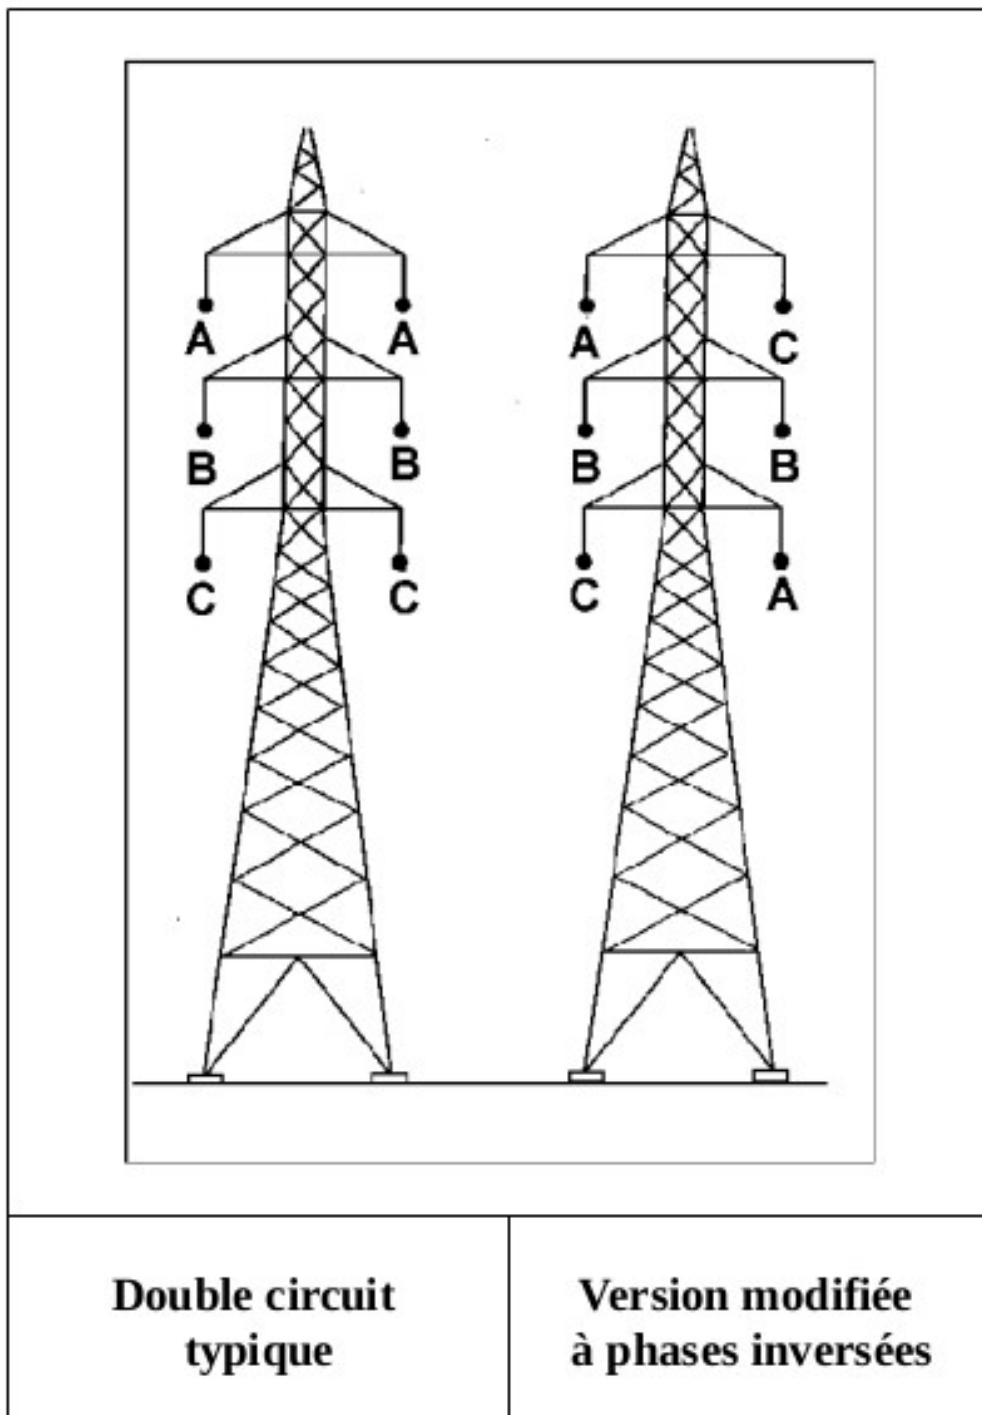 A A A C
B B B B
C C C A
Double circuit
typique
Version modifiée
à phases inversées